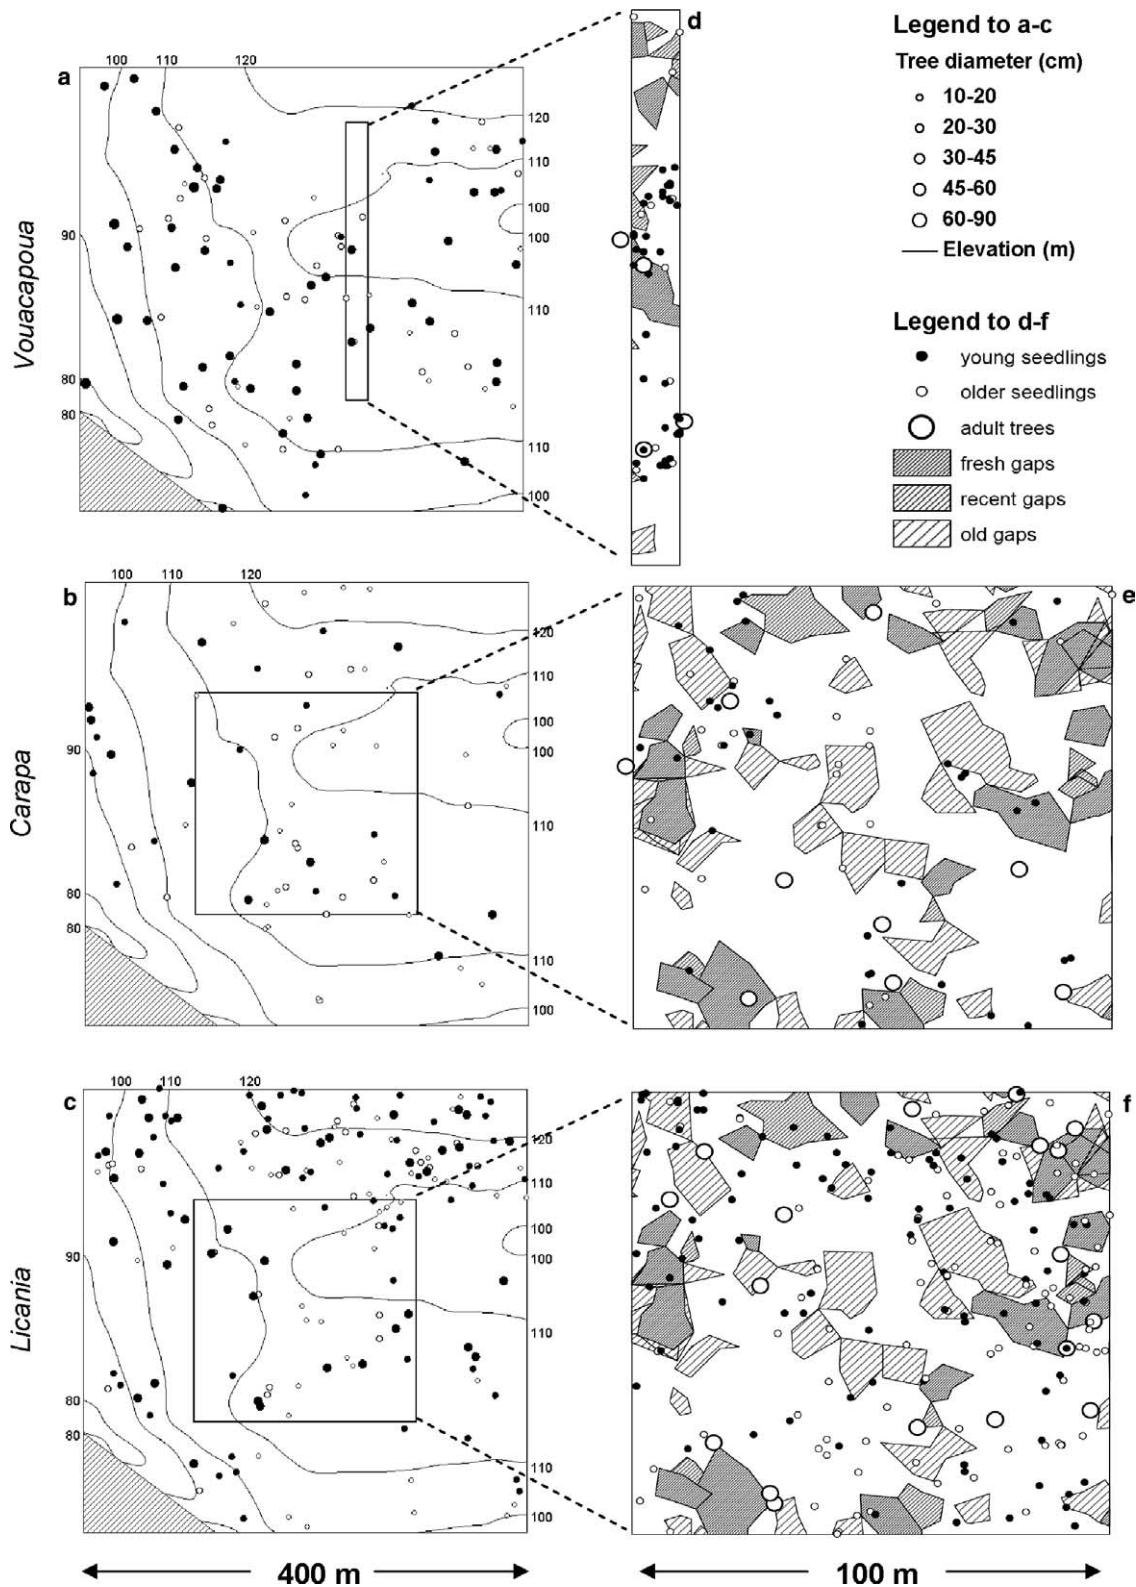 a
100 110 120
120
110
100
100
110
110
100
90
80
80
Vouacapoua
d
Legend to a-c
Tree diameter (cm)
10-20
20-30
30-45
45-60
60-90
Elevation (m)
Legend to d-f
young seedlings
older seedlings
adult trees
fresh gaps
recent gaps
old gaps
b
100 110 120
120
110
100
100
110
110
100
90
80
80
Carapa
e
c
100 110 120
120
110
100
100
110
110
100
90
80
80
Licania
f
400 m
100 m